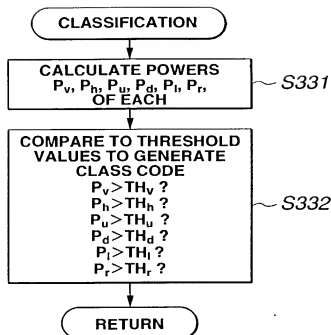 CLASSIFICATION
CALCULATE POWERS
Pv, Ph, Pu, Pd, Pl, Pr,
OF EACH
S331
COMPARE TO THRESHOLD
VALUES TO GENERATE
CLASS CODE
Pv>THv ?
Ph>THh ?
Pu>THu ?
Pd>THd ?
Pl>THl ?
Pr>THr ?
S332
RETURN